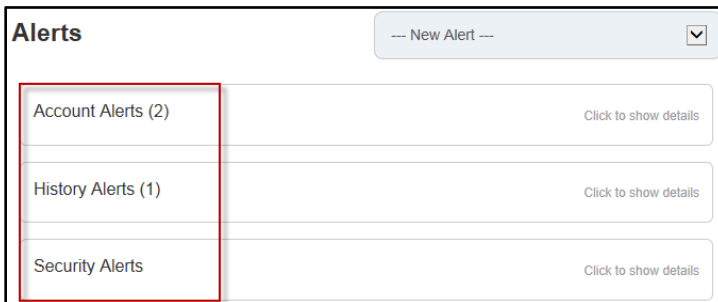 Alerts
--- New Alert ---
Account Alerts (2)
Click to show details
History Alerts (1)
Click to show details
Security Alerts
Click to show details